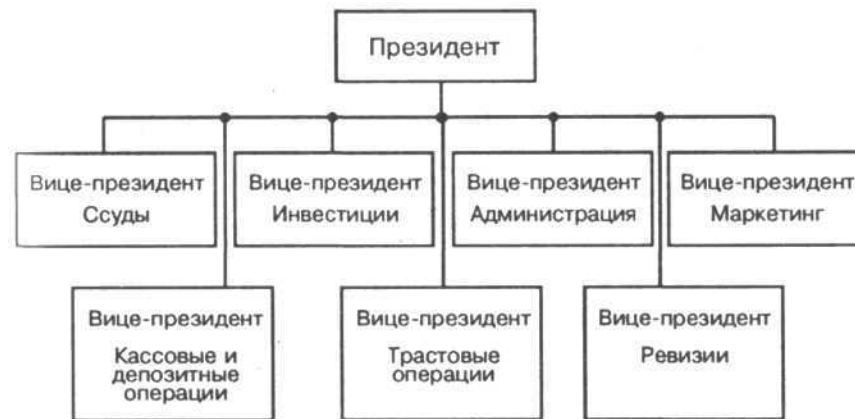 Президент
Вице-президент
Ссуды
Вице-президент
Инвестиции
Вице-президент
Администрация
Вице-президент
Маркетинг
Вице-президент
Кассовые и
депозитные
операции
Вице-президент
Трастовые
операции
Вице-президент
Ревизии